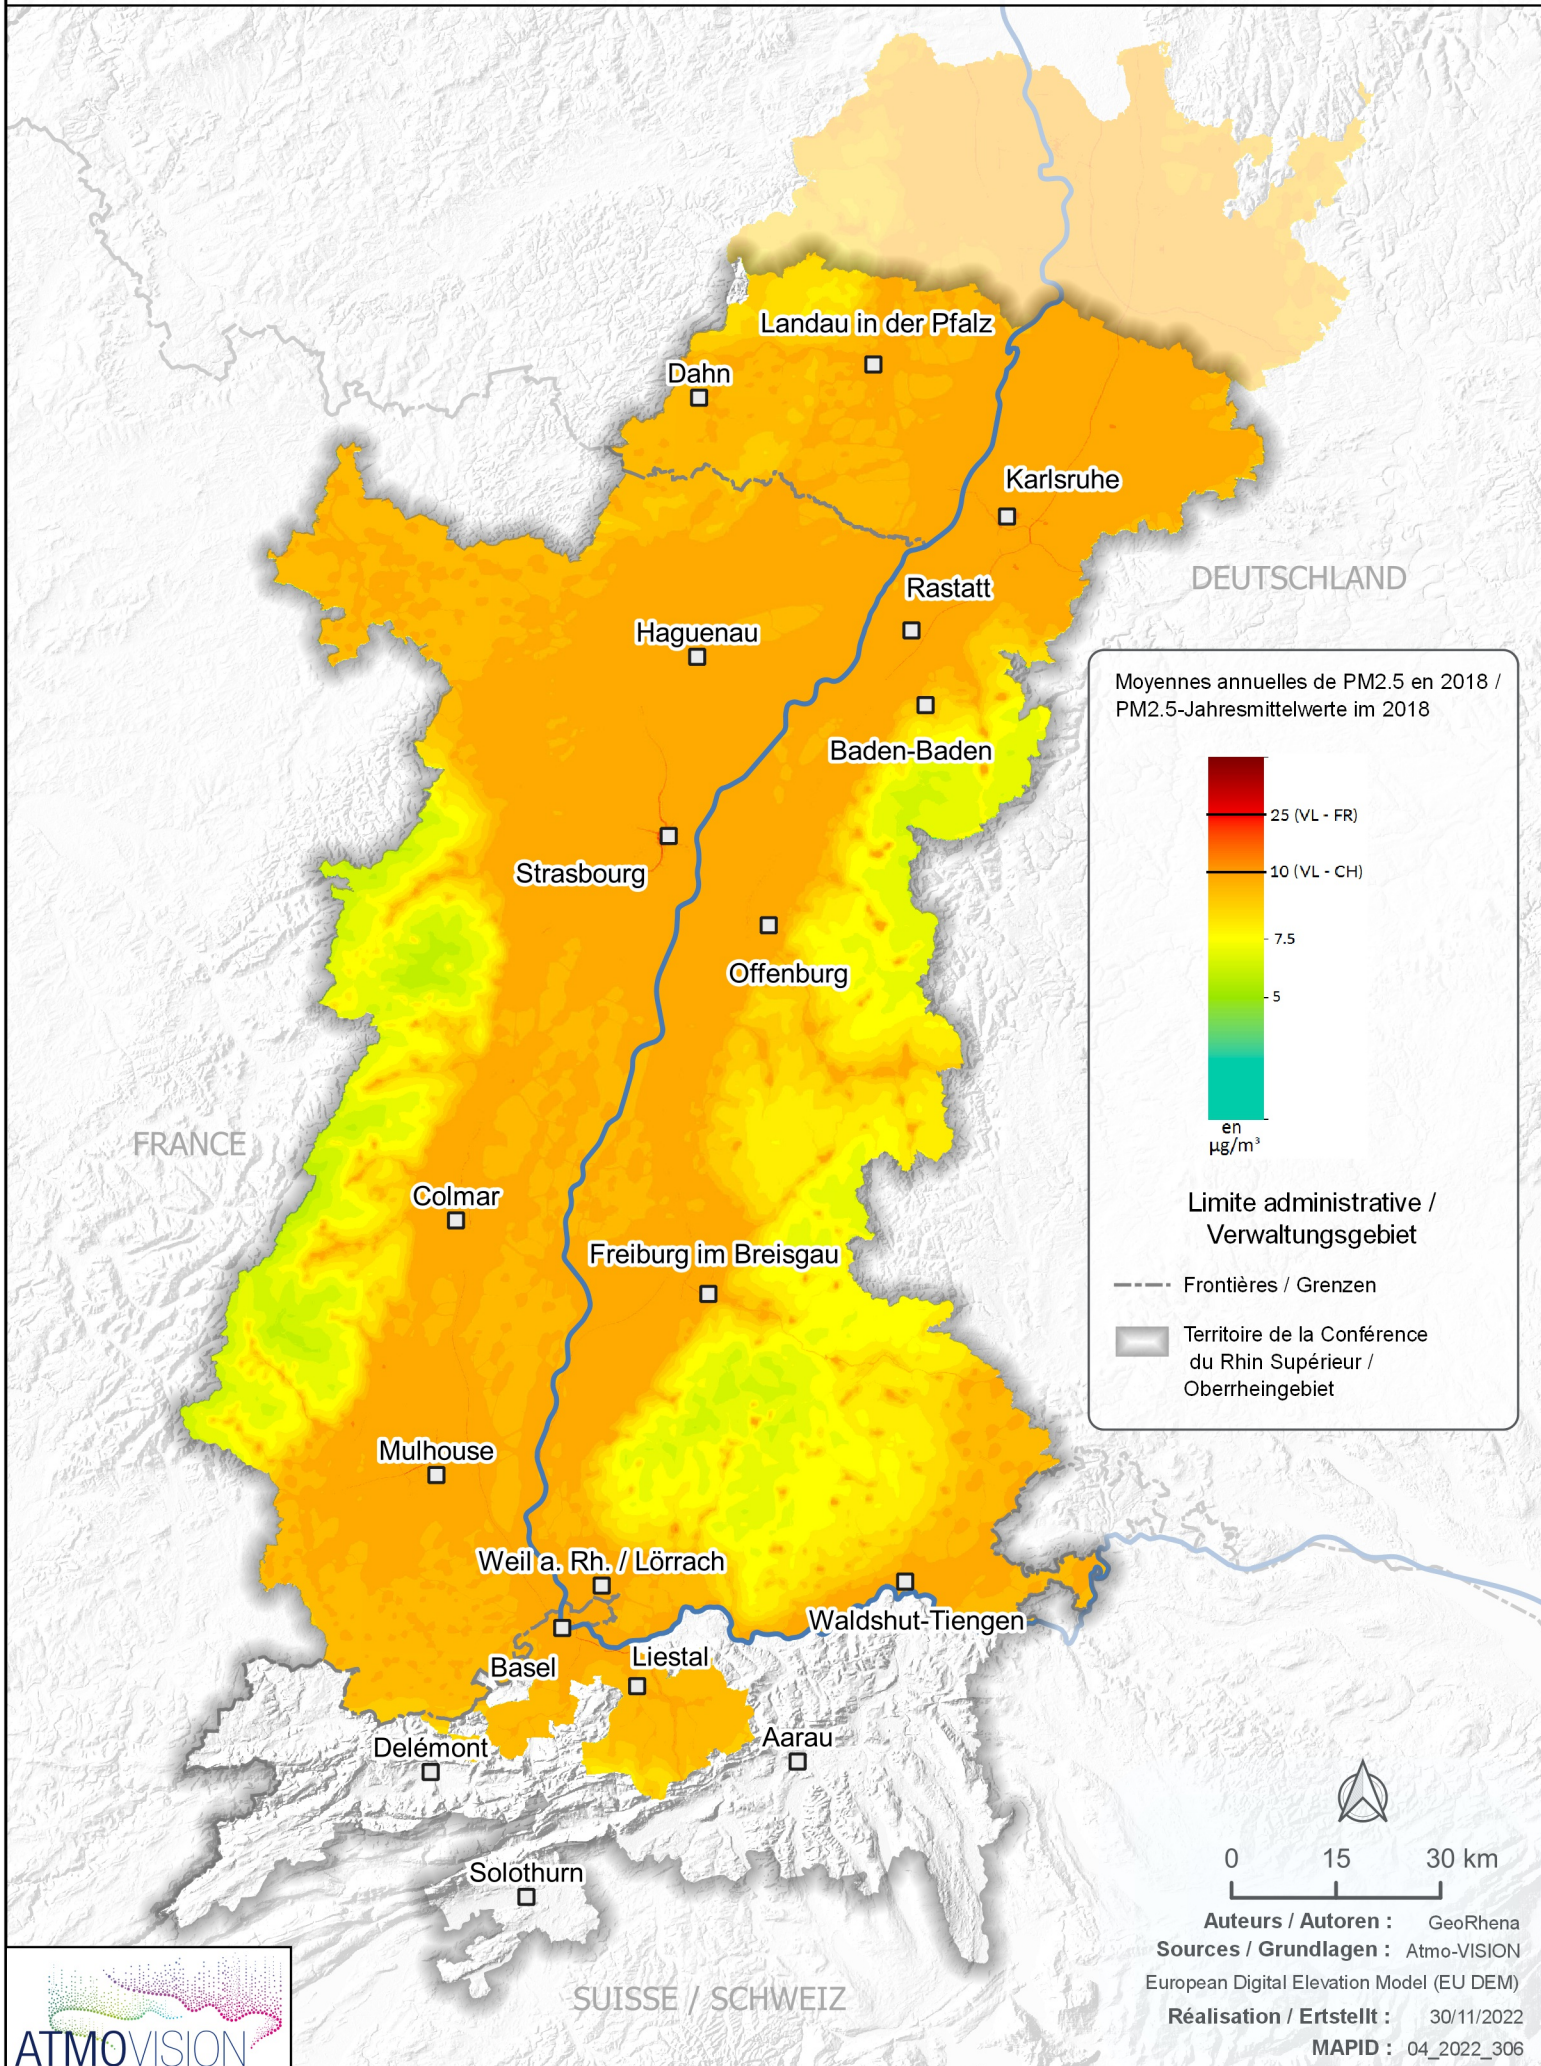 Landau in der Pfalz
Dahn
Karlsruhe
DEUTSCHLAND
Rastatt
Haguenau
Moyennes annuelles de PM2.5 en 2018 /
PM2.5-Jahresmittelwerte im 2018
Baden-Baden
25 (VL - FR)
10 (VL - CH)
7.5
5
en
µg/m³
Strasbourg
Offenburg
FRANCE
Colmar
Limite administrative /
Verwaltungsgebiet
Freiburg im Breisgau
Frontières / Grenzen
Territoire de la Conférence
du Rhin Supérieur /
Oberrheingebiet
Mulhouse
Weil a. Rh. / Lörrach
Waldshut-Tiengen
Basel
Liestal
Delémont
Aarau
Solothurn
0 15 30 km
Auteurs / Autoren : GeoRhena
Sources / Grundlagen : Atmo-VISION
European Digital Elevation Model (EU DEM)
SUISSE / SCHWEIZ
Réalisation / Ertstellt : 30/11/2022
MAPID : 04_2022_306
ATMOVISION